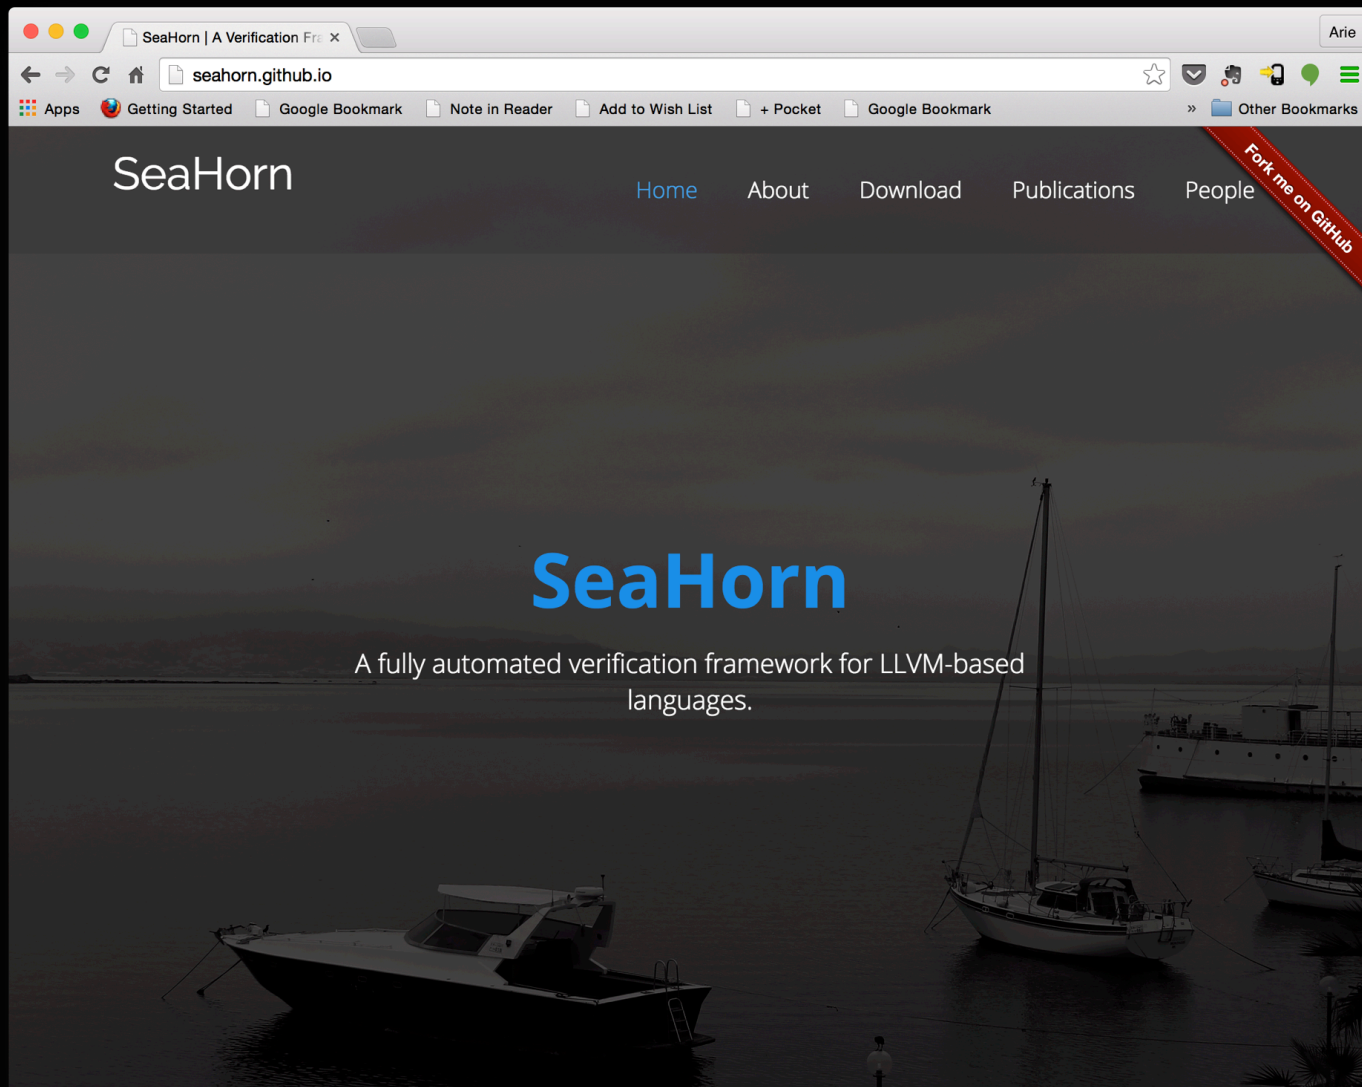 SeaHorn | A Verification Fra
Arie
seahorn.github.io
Apps
Getting Started
Google Bookmark
Note in Reader
Add to Wish List
+ Pocket
Google Bookmark
»
Other Bookmarks
SeaHorn
Home
About
Download
Publications
People
Fork me on GitHub
SeaHorn
A fully automated verification framework for LLVM-based
languages.